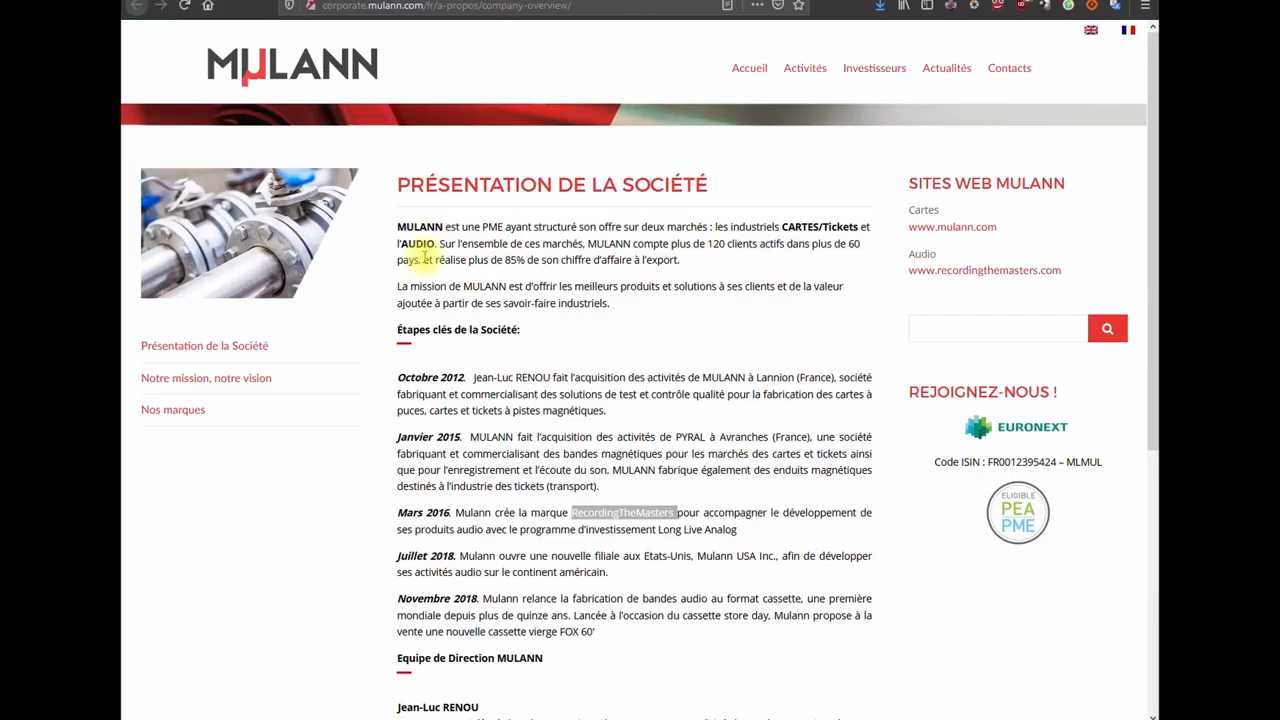 corporate.mulann.com/fr/a-propos/company-overview/
MµLANN
Accueil Activités Investisseurs Actualités Contacts
PRÉSENTATION DE LA SOCIÉTÉ
MULANN est une PME ayant structuré son offre sur deux marchés : les industriels CARTES/Tickets et
l'AUDIO. Sur l'ensemble de ces marchés, MULANN compte plus de 120 clients actifs dans plus de 60
pays, et réalise plus de 85% de son chiffre d'affaire à l'export.
La mission de MULANN est d'offrir les meilleurs produits et solutions à ses clients et de la valeur
ajoutée à partir de ses savoir-faire industriels.
Étapes clés de la Société:
Octobre 2012. Jean-Luc RENOU fait l'acquisition des activités de MULANN à Lannion (France), société
fabriquant et commercialisant des solutions de test et contrôle qualité pour la fabrication des cartes à
puces, cartes et tickets à pistes magnétiques.
Janvier 2015. MULANN fait l'acquisition des activités de PYRAL à Avranches (France), une société
fabriquant et commercialisant des bandes magnétiques pour les marchés des cartes et tickets ainsi
que pour l'enregistrement et l'écoute du son. MULANN fabrique également des enduits magnétiques
destinés à l'industrie des tickets (transport).
Mars 2016. Mulann crée la marque RecordingTheMasters pour accompagner le développement de
ses produits audio avec le programme d'investissement Long Live Analog
Juillet 2018. Mulann ouvre une nouvelle filiale aux Etats-Unis, Mulann USA Inc., afin de développer
ses activités audio sur le continent américain.
Novembre 2018. Mulann relance la fabrication de bandes audio au format cassette, une première
mondiale depuis plus de quinze ans. Lancée à l'occasion du cassette store day, Mulann propose à la
vente une nouvelle cassette vierge FOX 60'
Equipe de Direction MULANN
Jean-Luc RENOU
Présentation de la Société
Notre mission, notre vision
Nos marques
SITES WEB MULANN
Cartes
www.mulann.com
Audio
www.recordingthemasters.com
REJOIGNEZ-NOUS !
EURONEXT
Code ISIN : FR0012395424 – MLMUL
ELIGIBLE
PEA
PME